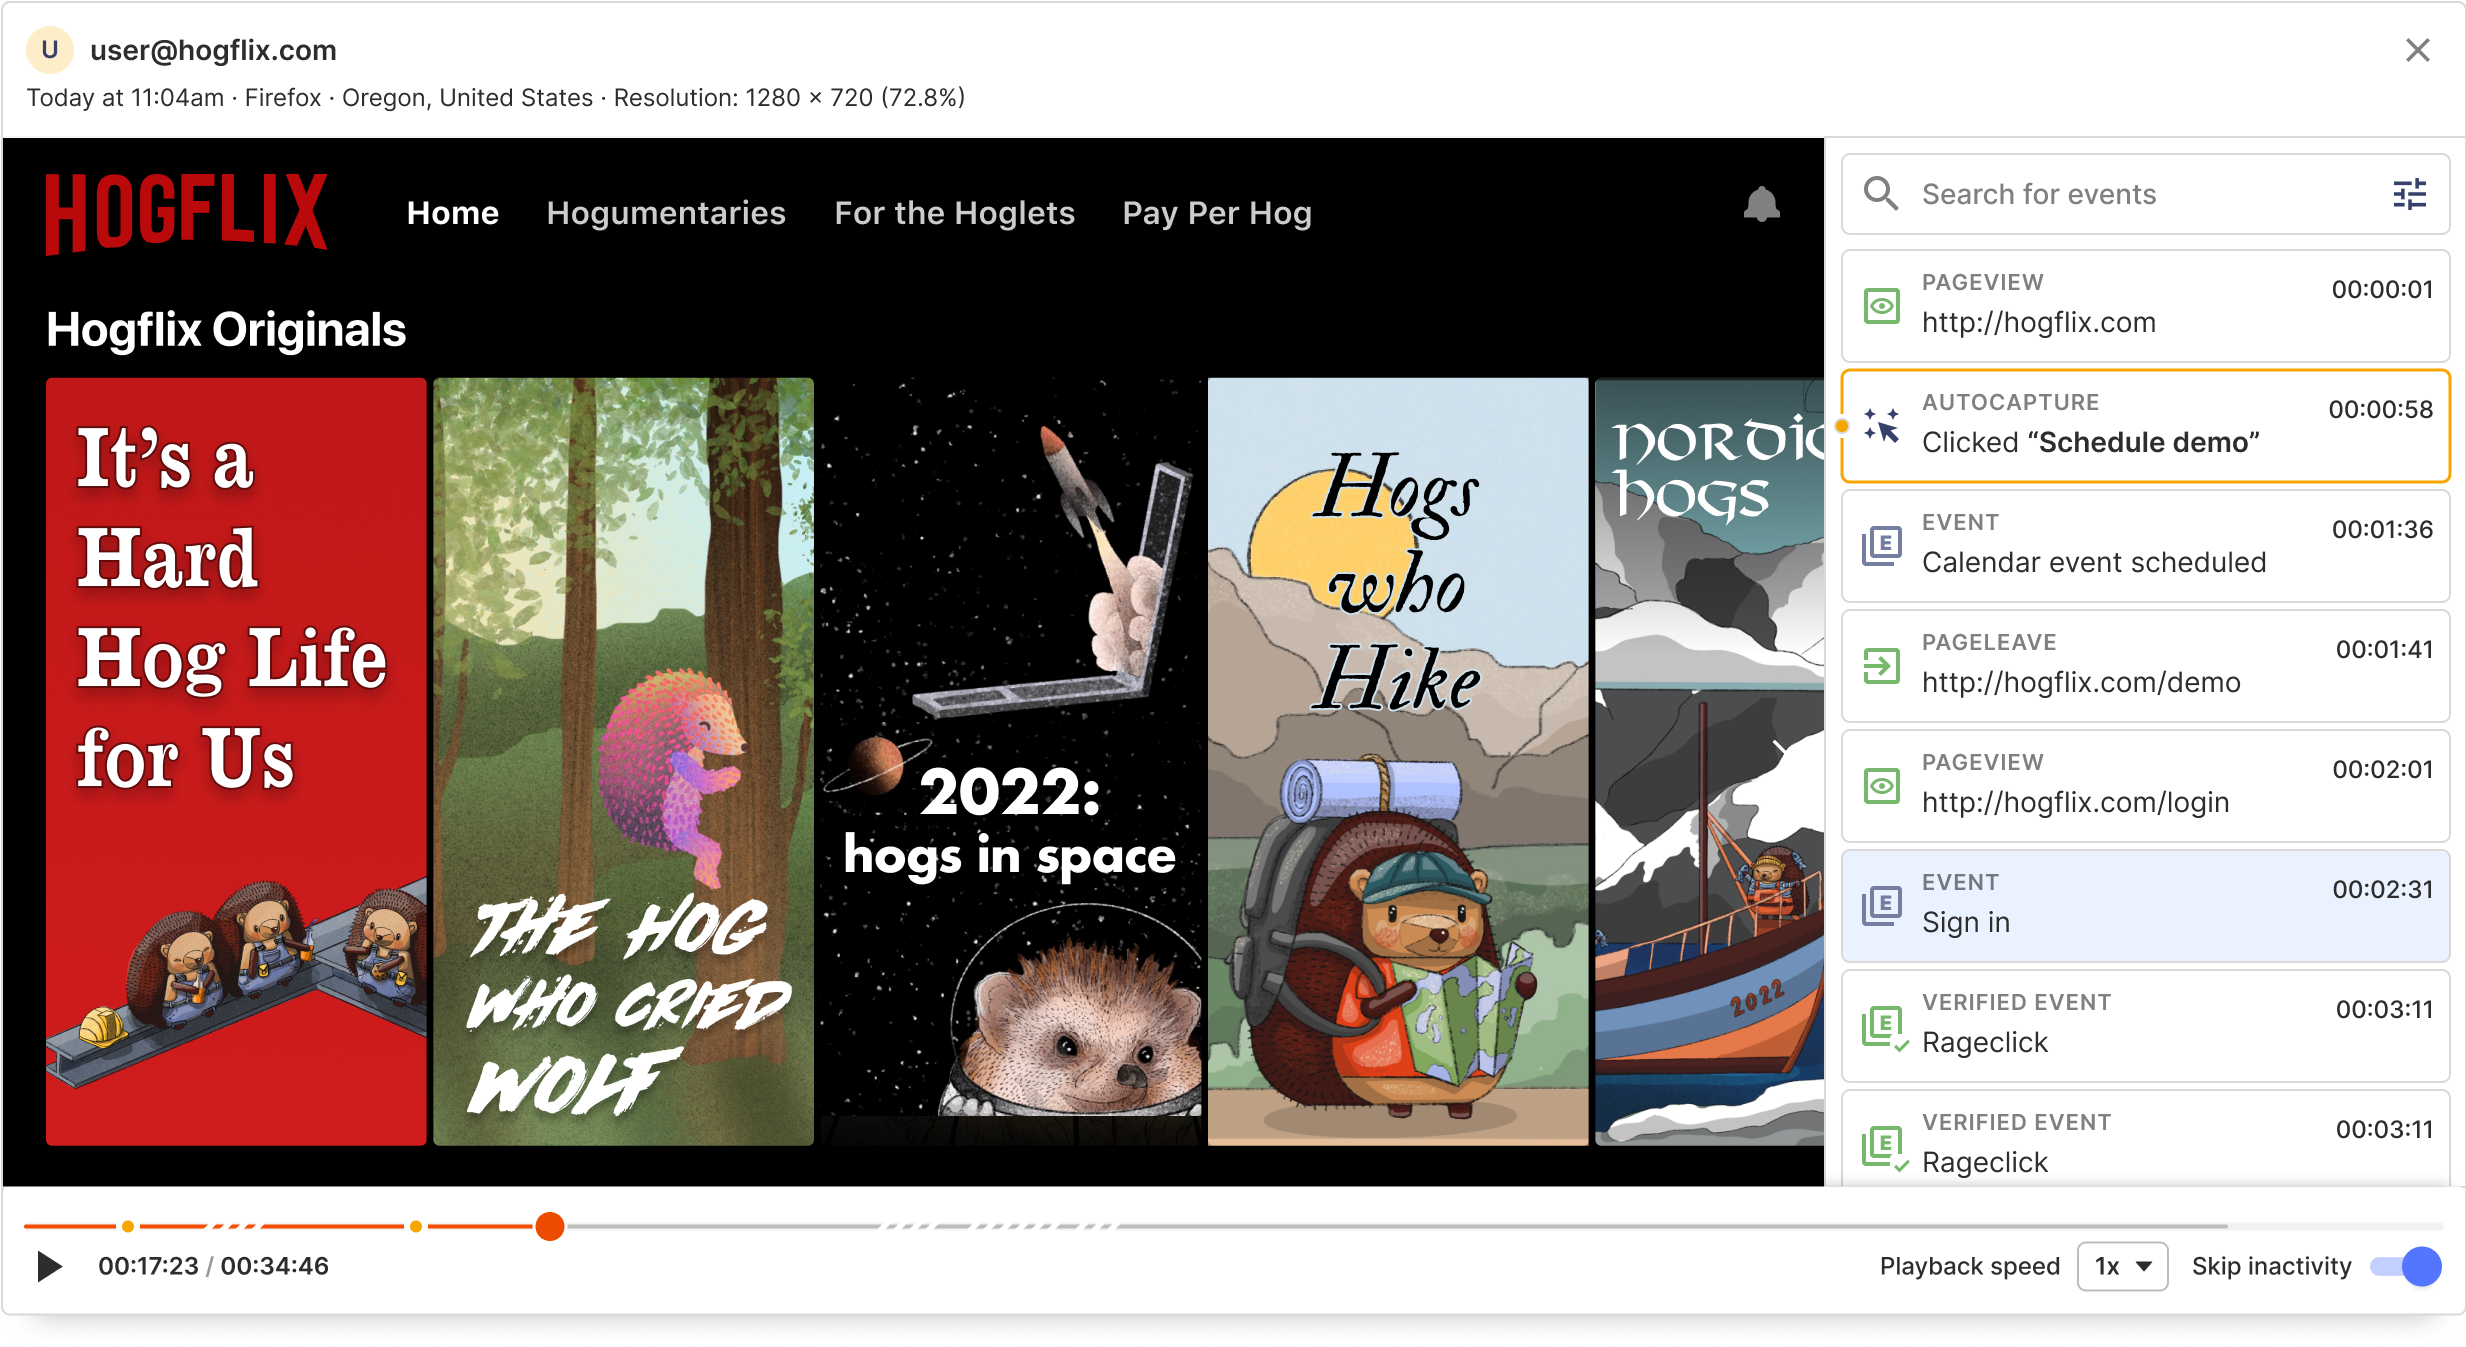 U user@hogflix.com
Today at 11:04am · Firefox · Oregon, United States · Resolution: 1280 × 720 (72.8%)
HOGFLIX Home Hogumentaries For the Hoglets Pay Per Hog
Hogflix Originals
It's a
Hard
Hog Life
for Us
THE HOG
WHO CRIED
WOLF
2022:
hogs in space
Hogs
who
Hike
NORDIC
HOGS
2022
Search for events
PAGEVIEW 00:00:01
http://hogflix.com
AUTOCAPTURE 00:00:58
Clicked “Schedule demo”
EVENT 00:01:36
E
Calendar event scheduled
PAGELEAVE 00:01:41
http://hogflix.com/demo
PAGEVIEW 00:02:01
http://hogflix.com/login
EVENT 00:02:31
E
Sign in
VERIFIED EVENT 00:03:11
E
Rageclick
VERIFIED EVENT 00:03:11
E
Rageclick
00:17:23 / 00:34:46
Playback speed 1x Skip inactivity